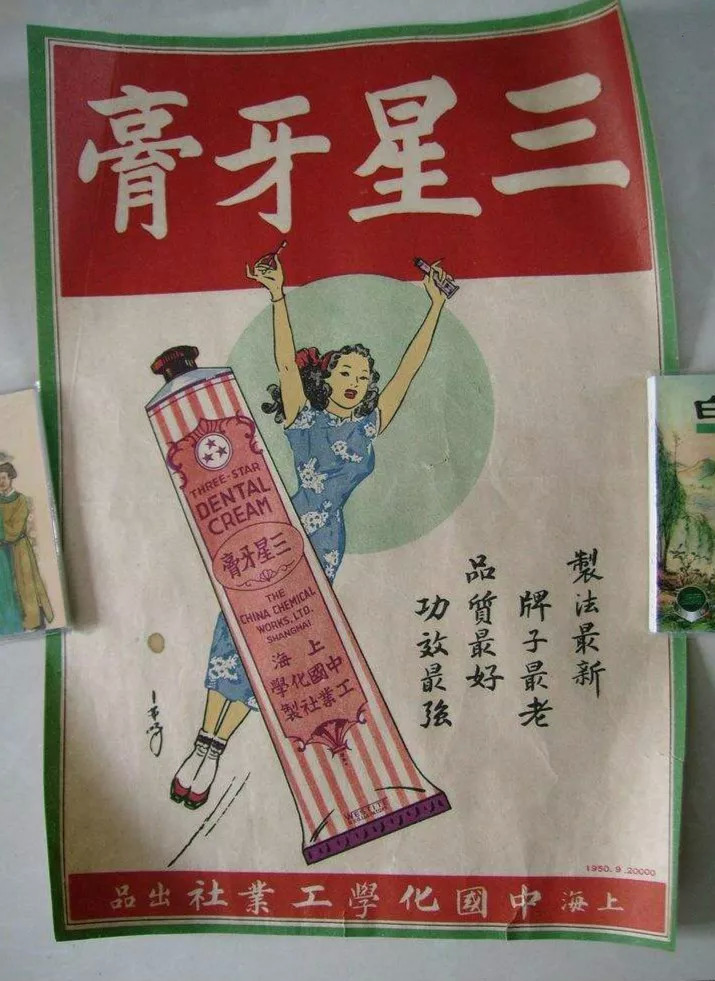 三星牙膏
THREE-STAR
DENTAL
CREAM
三星牙膏
THE
CHINA CHEMICAL
WORKS, LTD.
SHANGHAI
上海
中國化學
工業社製
製法最新
牌子最老
品質最好
功效最強
1950.9.20000
上海中國化學工業社出品